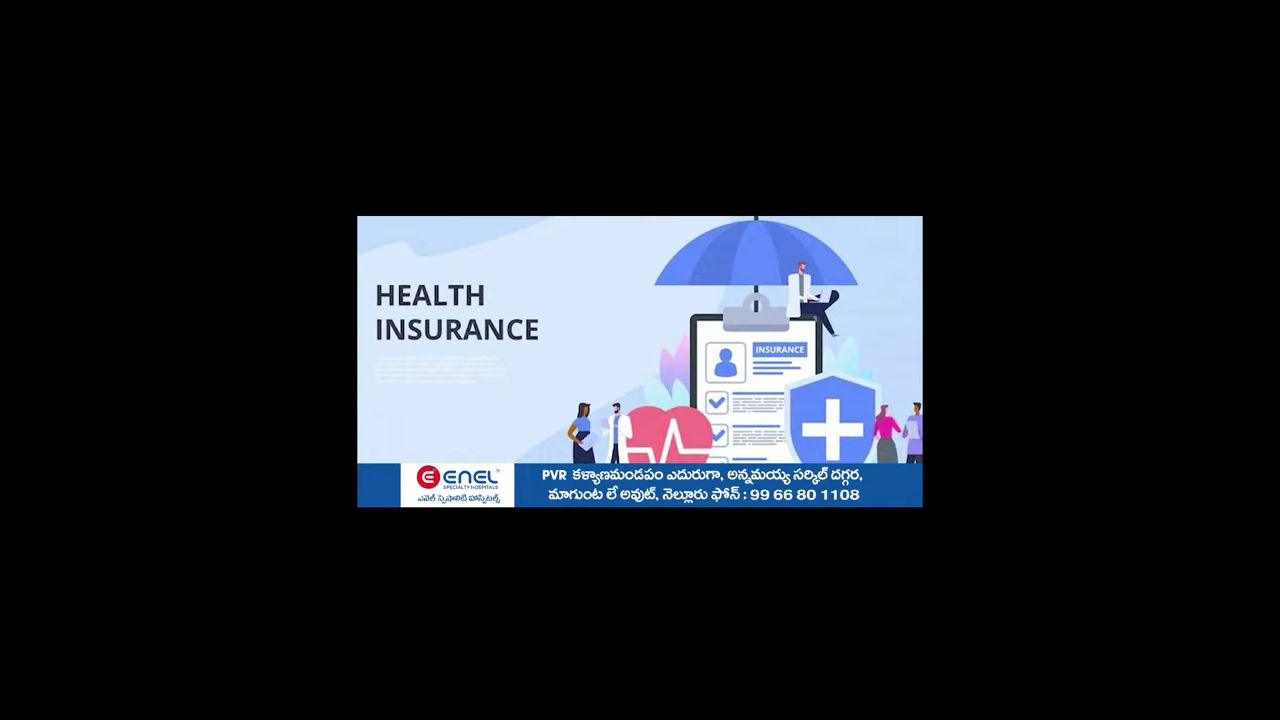 HEALTH
INSURANCE
INSURANCE
ENEL
SPECIALTY HOSPITALS
ఎనెల్ స్పెషాలిటి హాస్పిటల్స్
PVR కళ్యాణమండపం ఎదురుగా, అన్నమయ్య సర్కిల్ దగ్గర,
మాగుంట లే అవుట్, నెల్లూరు ఫోన్ : 99 66 80 1108